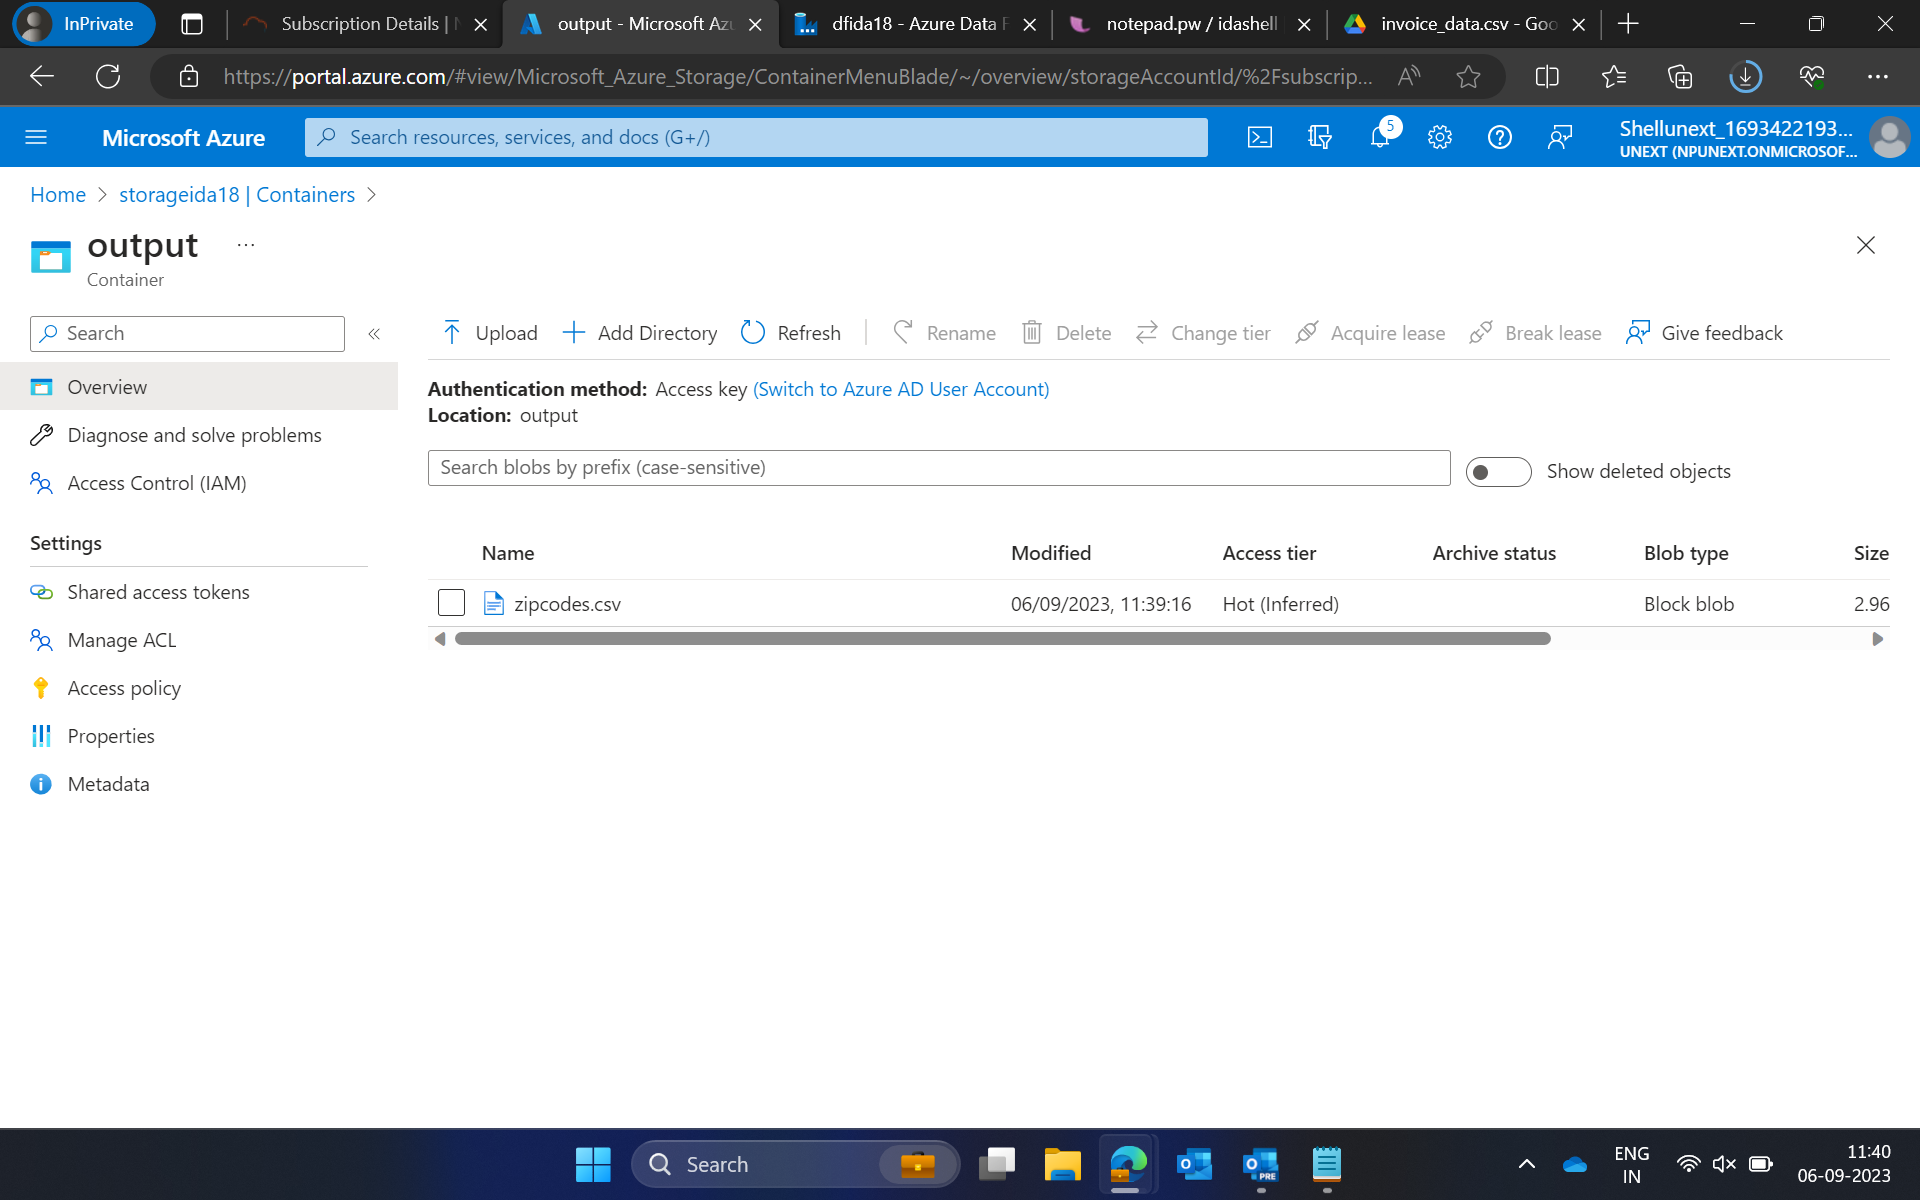 InPrivate
Subscription Details |
output - Microsoft Azu
dfida18 - Azure Data F
notepad.pw / idashell
invoice_data.csv - Goo
https://portal.azure.com/#view/Microsoft_Azure_Storage/ContainerMenuBlade/~/overview/storageAccountId/%2Fsubscrip...
Microsoft Azure
Search resources, services, and docs (G+/)
5
Shellunext_1693422193...
UNEXT (NPUNEXT.ONMICROSOF...
Home > storageida18 | Containers >
output ...
Container
Search «
Overview
Diagnose and solve problems
Access Control (IAM)
Settings
Shared access tokens
Manage ACL
Access policy
Properties
Metadata
Upload Add Directory Refresh Rename Delete Change tier Acquire lease Break lease Give feedback
Authentication method: Access key (Switch to Azure AD User Account)
Location: output
Search blobs by prefix (case-sensitive)
Show deleted objects
Name Modified Access tier Archive status Blob type Size
zipcodes.csv 06/09/2023, 11:39:16 Hot (Inferred) Block blob 2.96
Search
PRE
ENG
IN
11:40
06-09-2023